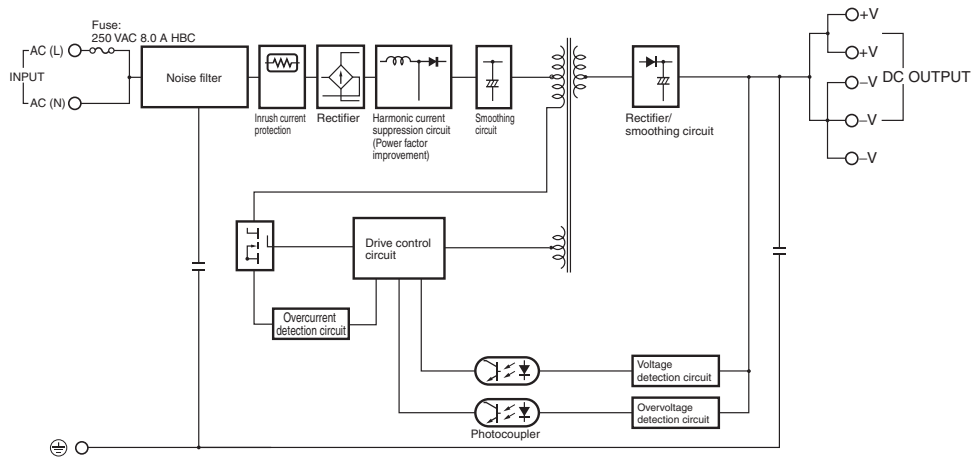 Fuse:
250 VAC 8.0 A HBC
AC (L)
INPUT
AC (N)
Noise filter
Inrush current
protection
Rectifier
Harmonic current
suppression circuit
(Power factor
improvement)
Smoothing
circuit
Rectifier/
smoothing circuit
+V
+V
–V
DC OUTPUT
–V
–V
Drive control
circuit
Overcurrent
detection circuit
Voltage
detection circuit
Overvoltage
detection circuit
Photocoupler